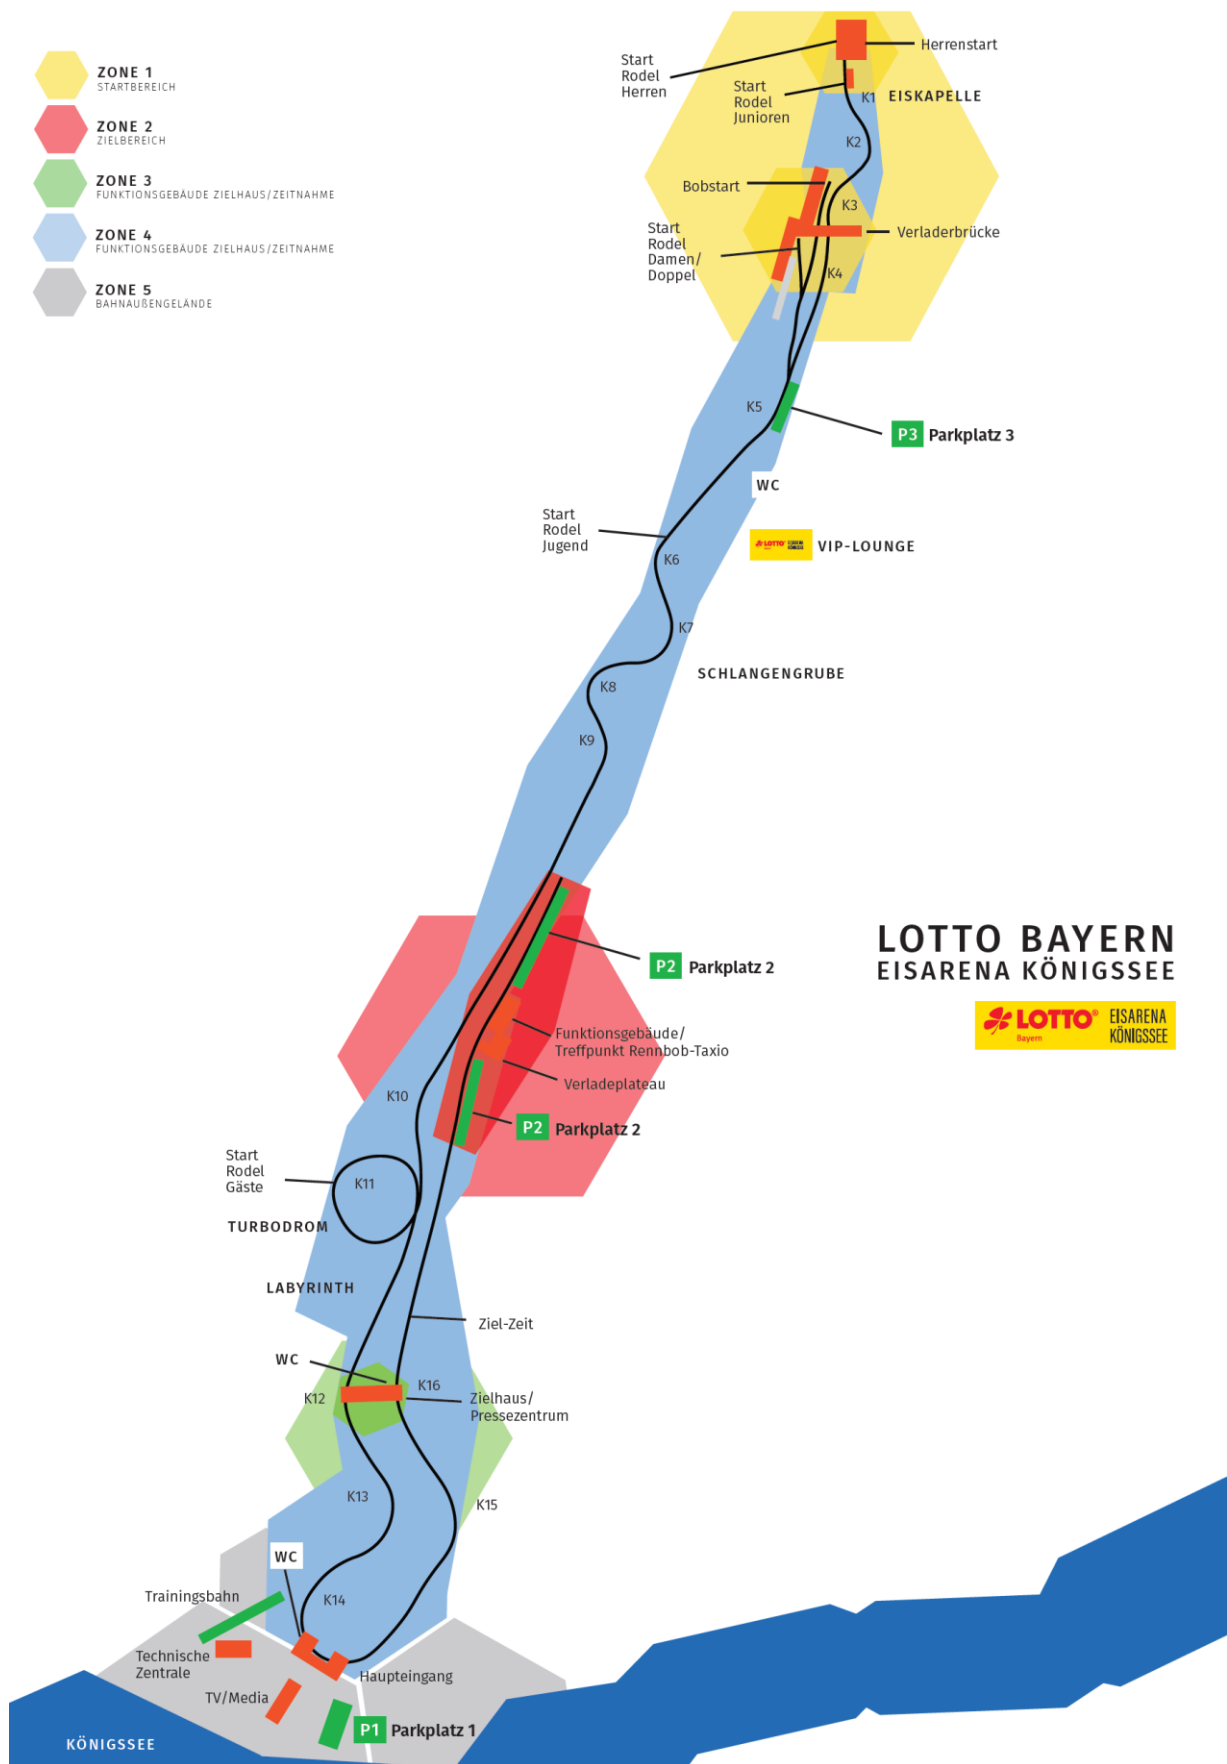 ZONE 1
STARTBEREICH
ZONE 2
ZIELBEREICH
ZONE 3
FUNKTIONSGEBÄUDE ZIELHAUS/ZEITNAHME
ZONE 4
FUNKTIONSGEBÄUDE ZIELHAUS/ZEITNAHME
ZONE 5
BAHNAUßENGELÄNDE
Start
Rodel
Herren
Herrenstart
Start
Rodel
Junioren
K1
EISKAPELLE
K2
Bobstart
K3
Start
Rodel
Damen/
Doppel
Verladerbrücke
K4
K5
P3 Parkplatz 3
WC
Start
Rodel
Jugend
LOTTO
Bayern
EISARENA
KÖNIGSSEE
VIP-LOUNGE
K6
K7
SCHLANGENGRUBE
K8
K9
LOTTO BAYERN
EISARENA KÖNIGSSEE
LOTTO®
Bayern
EISARENA
KÖNIGSSEE
P2 Parkplatz 2
Funktionsgebäude/
Treffpunkt Rennbob-Taxio
Verladeplateau
K10
P2 Parkplatz 2
Start
Rodel
Gäste
K11
TURBODROM
LABYRINTH
Ziel-Zeit
WC
K16
K12
Zielhaus/
Pressezentrum
K13
K15
WC
Trainingsbahn
K14
Technische
Zentrale
Haupteingang
TV/Media
P1 Parkplatz 1
KÖNIGSSEE